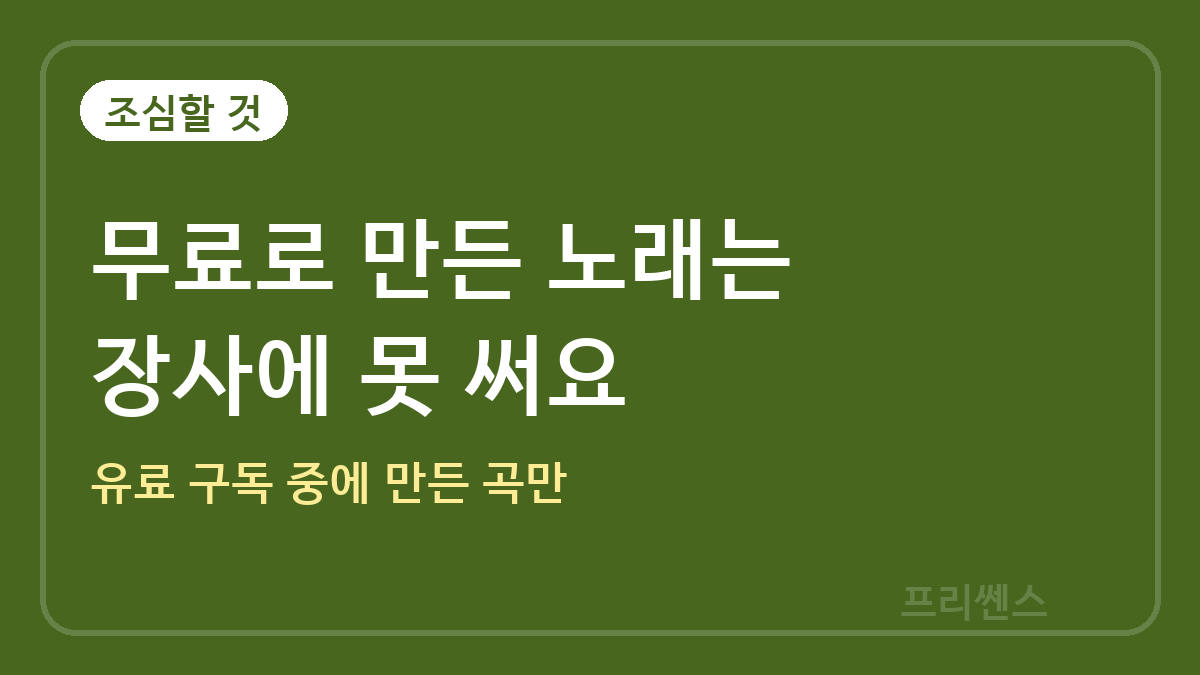 조심할 것
무료로 만든 노래는
장사에 못 써요
유료 구독 중에 만든 곡만
프리쎈스